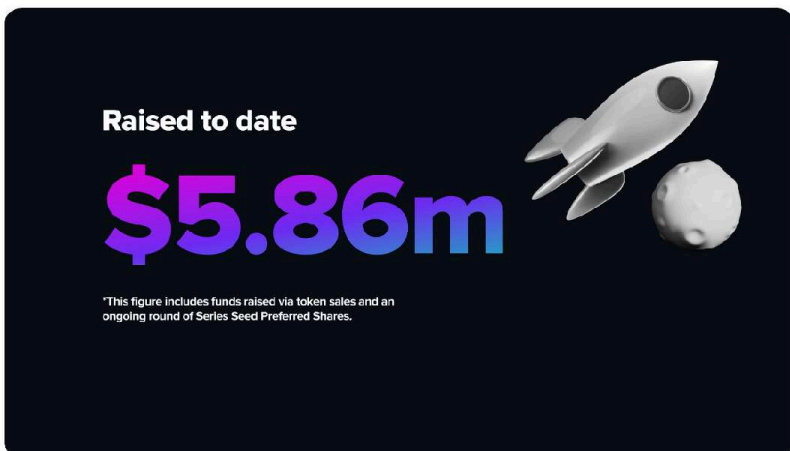 Raised to date
$5.86m
*This figure includes funds raised via token sales and an
ongoing round of Series Seed Preferred Shares.